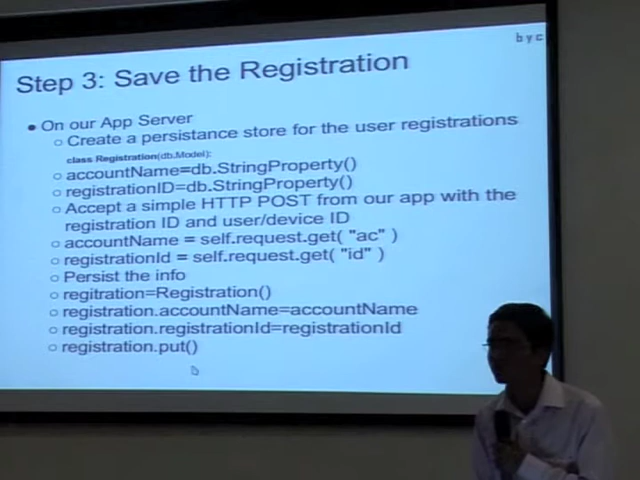 byc
Step 3: Save the Registration
● On our App Server
○ Create a persistance store for the user registrations
class Registration(db.Model):
○ accountName=db.StringProperty()
○ registrationID=db.StringProperty()
○ Accept a simple HTTP POST from our app with the
registration ID and user/device ID
○ accountName = self.request.get( "ac" )
○ registrationId = self.request.get( "id" )
○ Persist the info
○ regitration=Registration()
○ registration.accountName=accountName
○ registration.registrationId=registrationId
○ registration.put()